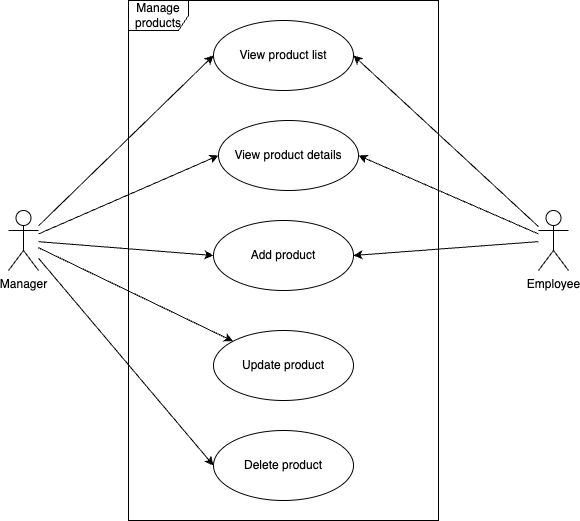 Manage
products
View product list
View product details
Add product
Manager
Employee
Update product
Delete product